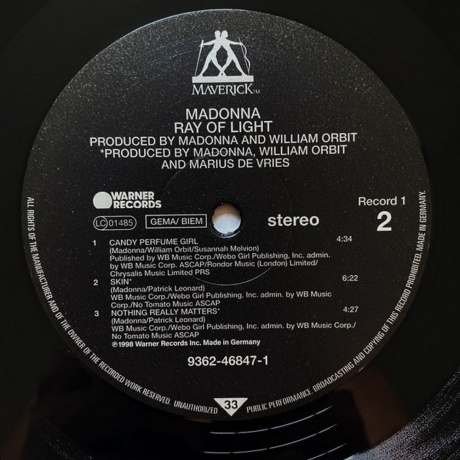 MAVERICK™
MADONNA
RAY OF LIGHT
PRODUCED BY MADONNA AND WILLIAM ORBIT
*PRODUCED BY MADONNA, WILLIAM ORBIT
AND MARIUS DE VRIES
WARNER
RECORDS
LC 01485
GEMA/ BIEM
stereo
Record 1
2
1 CANDY PERFUME GIRL 4:34
(Madonna/William Orbit/Susannah Melvion)
Published by WB Music Corp./Webo Girl Publishing, Inc. admin.
by WB Music Corp. ASCAP/Rondor Music (London) Limited/
Chrysalis Music Limited PRS
2 SKIN* 6:22
(Madonna/Patrick Leonard)
WB Music Corp./Webo Girl Publishing, Inc. admin. by WB Music
Corp./No Tomato Music ASCAP
3 NOTHING REALLY MATTERS* 4:27
(Madonna/Patrick Leonard)
WB Music Corp./Webo Girl Publishing, Inc. admin. by WB Music Corp./
No Tomato Music ASCAP
℗1998 Warner Records Inc. Made in Germany
9362-46847-1
ALL RIGHTS OF THE MANUFACTURER AND OF THE OWNER OF THE RECORDED WORK RESERVED. UNAUTHORIZED 33 PUBLIC PERFORMANCE. BROADCASTING AND COPYING OF THIS RECORD PROHIBITED. MADE IN GERMANY.